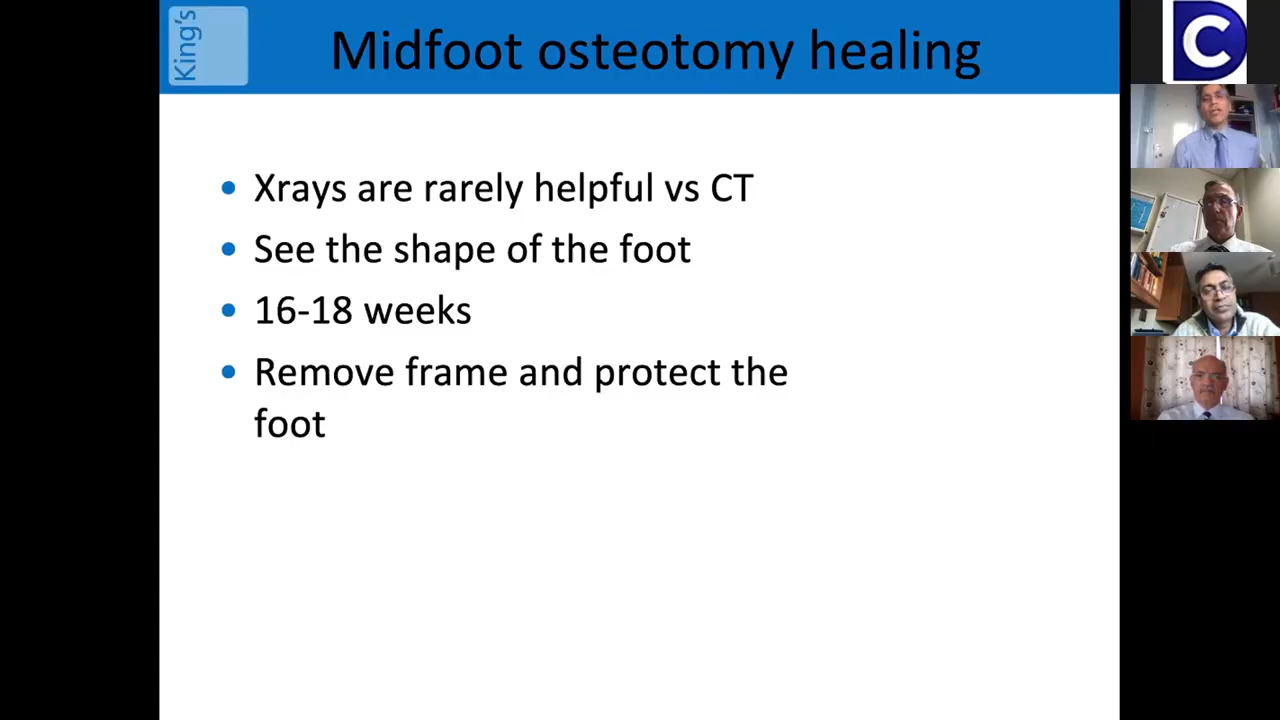 King's
Midfoot osteotomy healing
• Xrays are rarely helpful vs CT
• See the shape of the foot
• 16-18 weeks
• Remove frame and protect the
foot
C